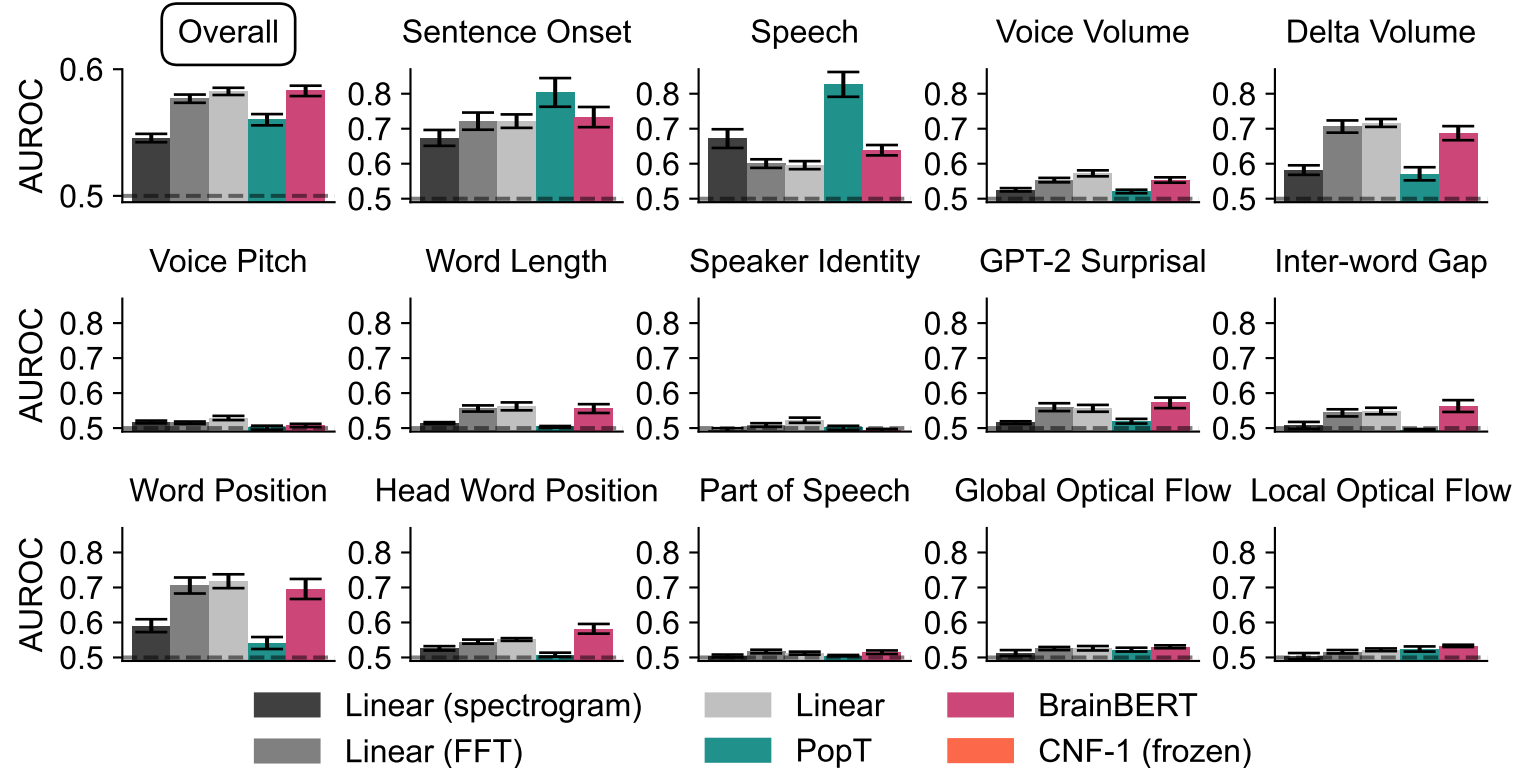 Overall
Sentence Onset
Speech
Voice Volume
Delta Volume
AUROC
0.6
0.5
0.8
0.7
0.6
0.5
0.8
0.7
0.6
0.5
0.8
0.7
0.6
0.5
0.8
0.7
0.6
0.5
Voice Pitch
Word Length
Speaker Identity
GPT-2 Surprisal
Inter-word Gap
AUROC
0.8
0.7
0.6
0.5
0.8
0.7
0.6
0.5
0.8
0.7
0.6
0.5
0.8
0.7
0.6
0.5
0.8
0.7
0.6
0.5
Word Position
Head Word Position
Part of Speech
Global Optical Flow
Local Optical Flow
AUROC
0.8
0.7
0.6
0.5
0.8
0.7
0.6
0.5
0.8
0.7
0.6
0.5
0.8
0.7
0.6
0.5
0.8
0.7
0.6
0.5
Linear (spectrogram)
Linear (FFT)
Linear
PopT
BrainBERT
CNF-1 (frozen)